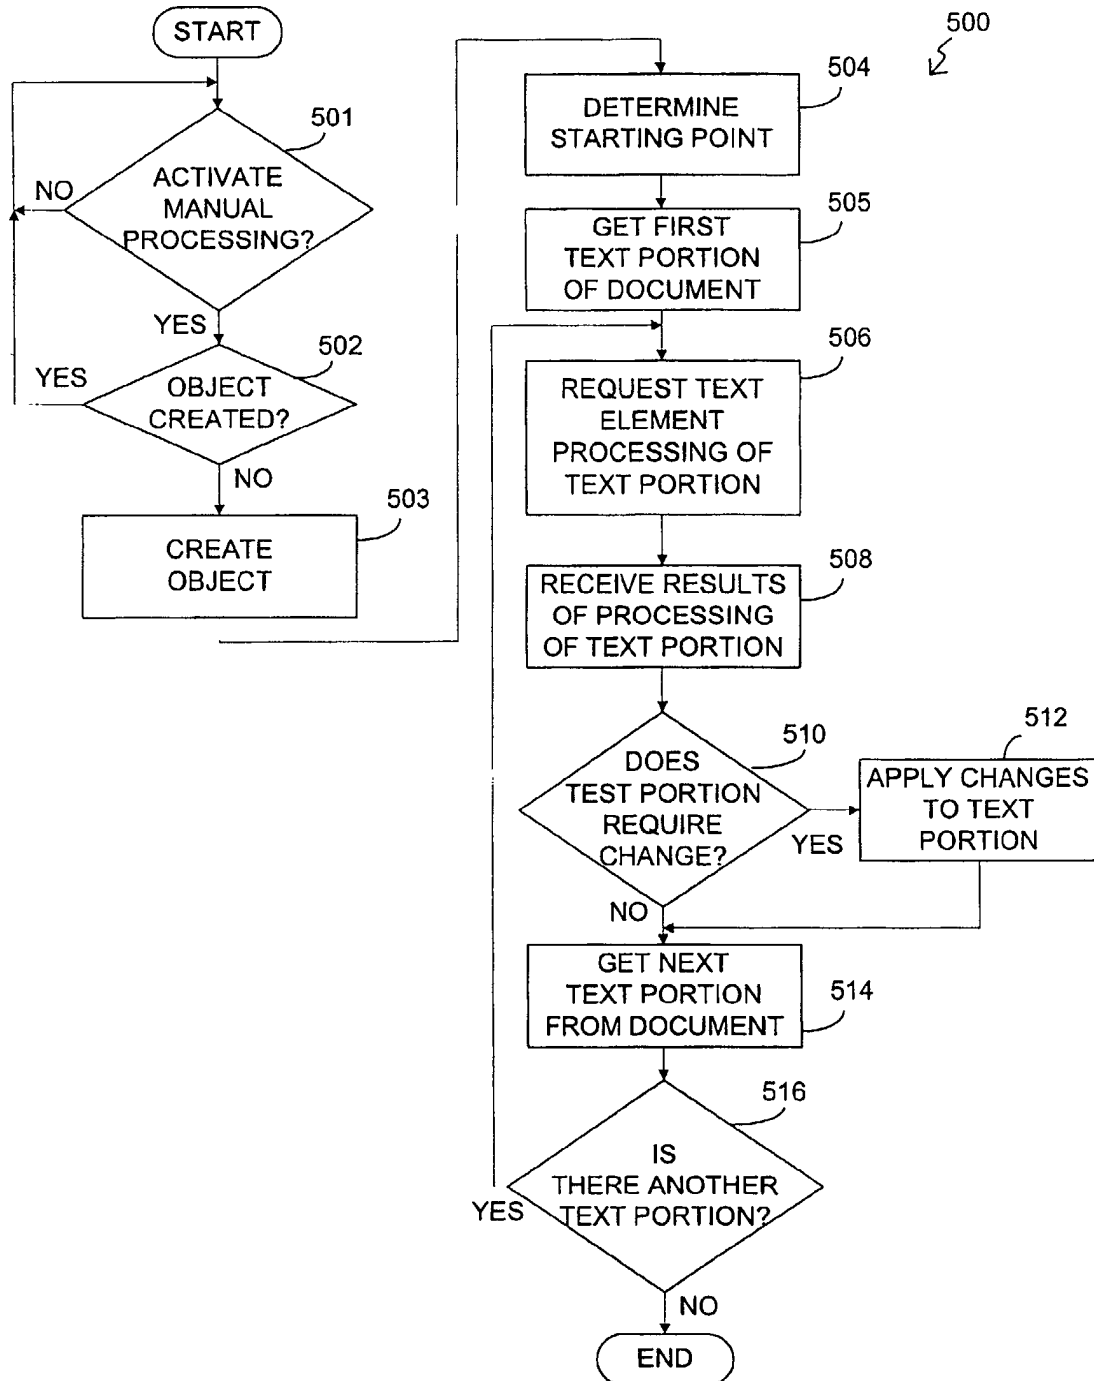 START
501
ACTIVATE
MANUAL
PROCESSING?
NO
YES
502
OBJECT
CREATED?
YES
NO
503
CREATE
OBJECT
500
504
DETERMINE
STARTING POINT
505
GET FIRST
TEXT PORTION
OF DOCUMENT
506
REQUEST TEXT
ELEMENT
PROCESSING OF
TEXT PORTION
508
RECEIVE RESULTS
OF PROCESSING
OF TEXT PORTION
510
DOES
TEST PORTION
REQUIRE
CHANGE?
YES
NO
512
APPLY CHANGES
TO TEXT
PORTION
GET NEXT
TEXT PORTION
FROM DOCUMENT
514
516
IS
THERE ANOTHER
TEXT PORTION?
YES
NO
END